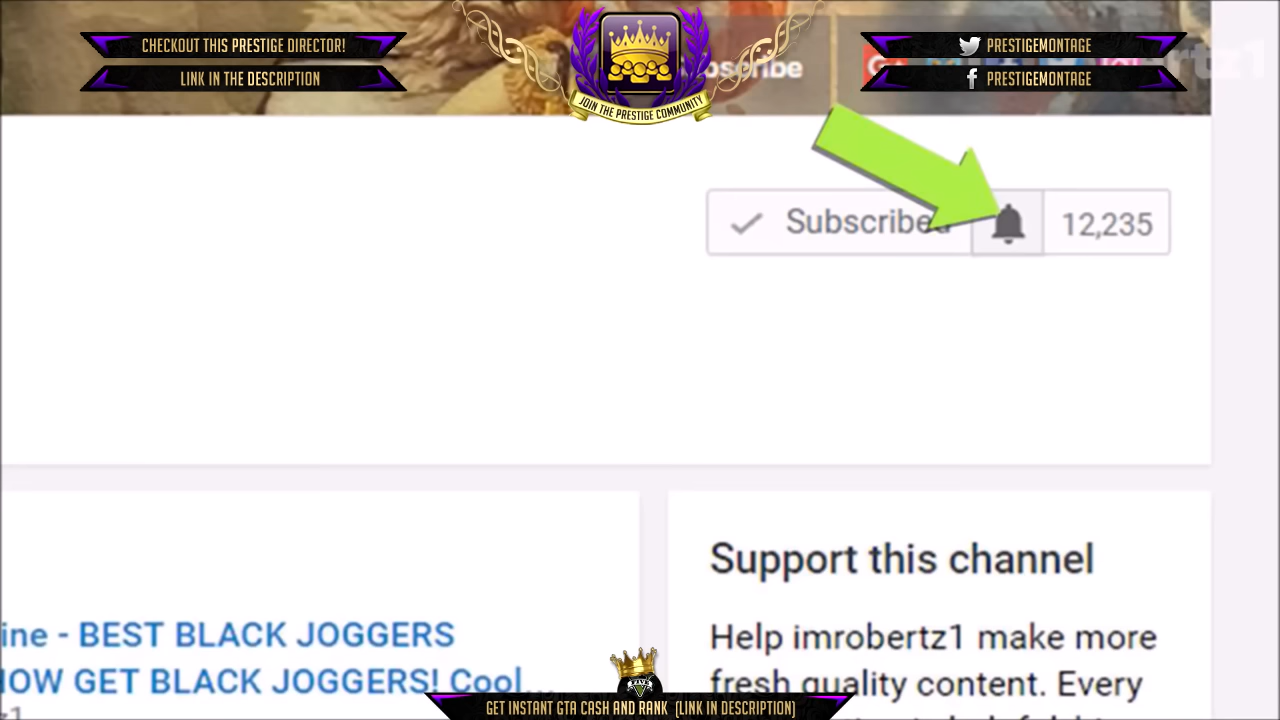 CHECKOUT THIS PRESTIGE DIRECTOR!
LINK IN THE DESCRIPTION
JOIN THE PRESTIGE COMMUNITY
PRESTIGEMONTAGE
PRESTIGEMONTAGE
Subscribed
12,235
Support this channel
Help imrobertz1 make more
fresh quality content. Every
ine - BEST BLACK JOGGERS
GET BLACK JOGGERS! Cool...
GET INSTANT GTA CASH AND RANK (LINK IN DESCRIPTION)